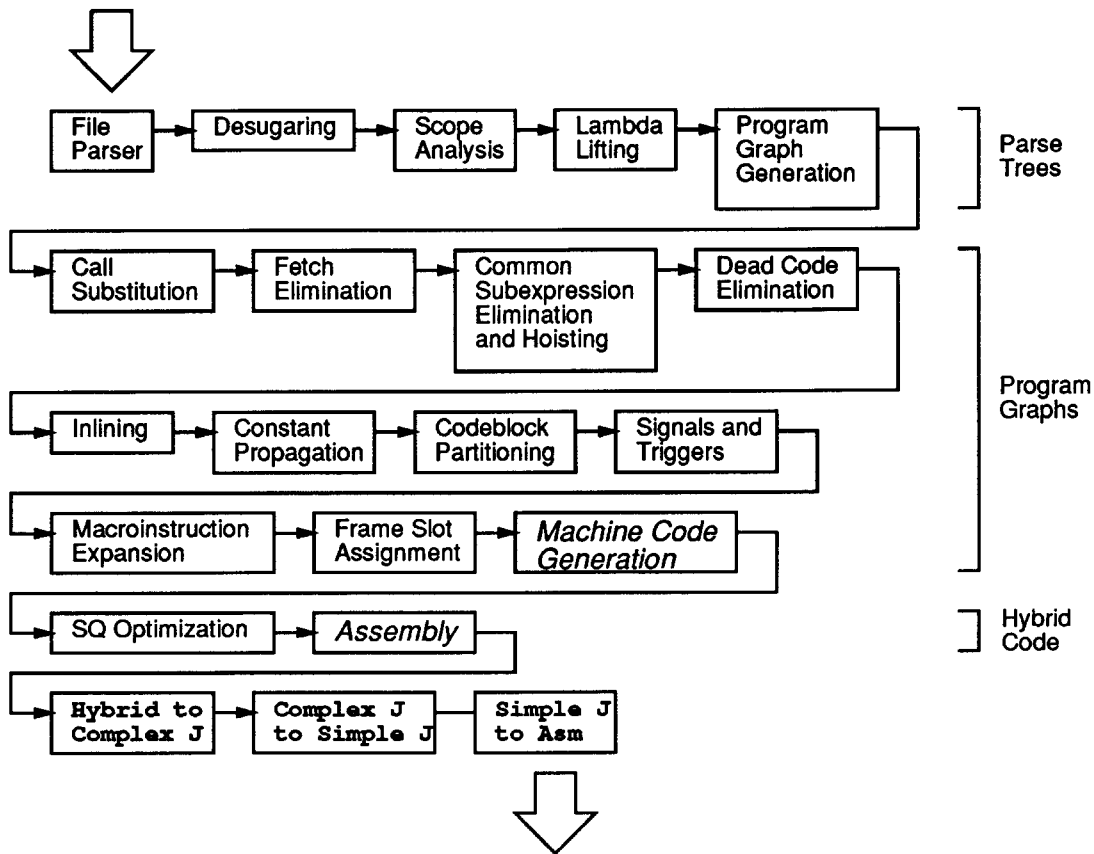 File
Parser
Desugaring
Scope
Analysis
Lambda
Lifting
Program
Graph
Generation
Parse
Trees
Call
Substitution
Fetch
Elimination
Common
Subexpression
Elimination
and Hoisting
Dead Code
Elimination
Program
Graphs
Inlining
Constant
Propagation
Codeblock
Partitioning
Signals and
Triggers
Macroinstruction
Expansion
Frame Slot
Assignment
Machine Code
Generation
SQ Optimization
Assembly
Hybrid
Code
Hybrid to
Complex J
Complex J
to Simple J
Simple J
to Asm